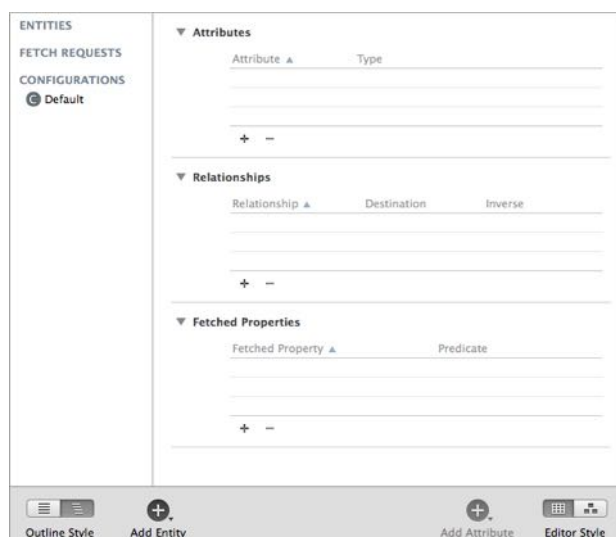 ENTITIES
FETCH REQUESTS
CONFIGURATIONS
C Default
Attributes
Attribute Type
Relationships
Relationship Destination Inverse
Fetched Properties
Fetched Property Predicate
Outline Style Add Entity Add Attribute Editor Style